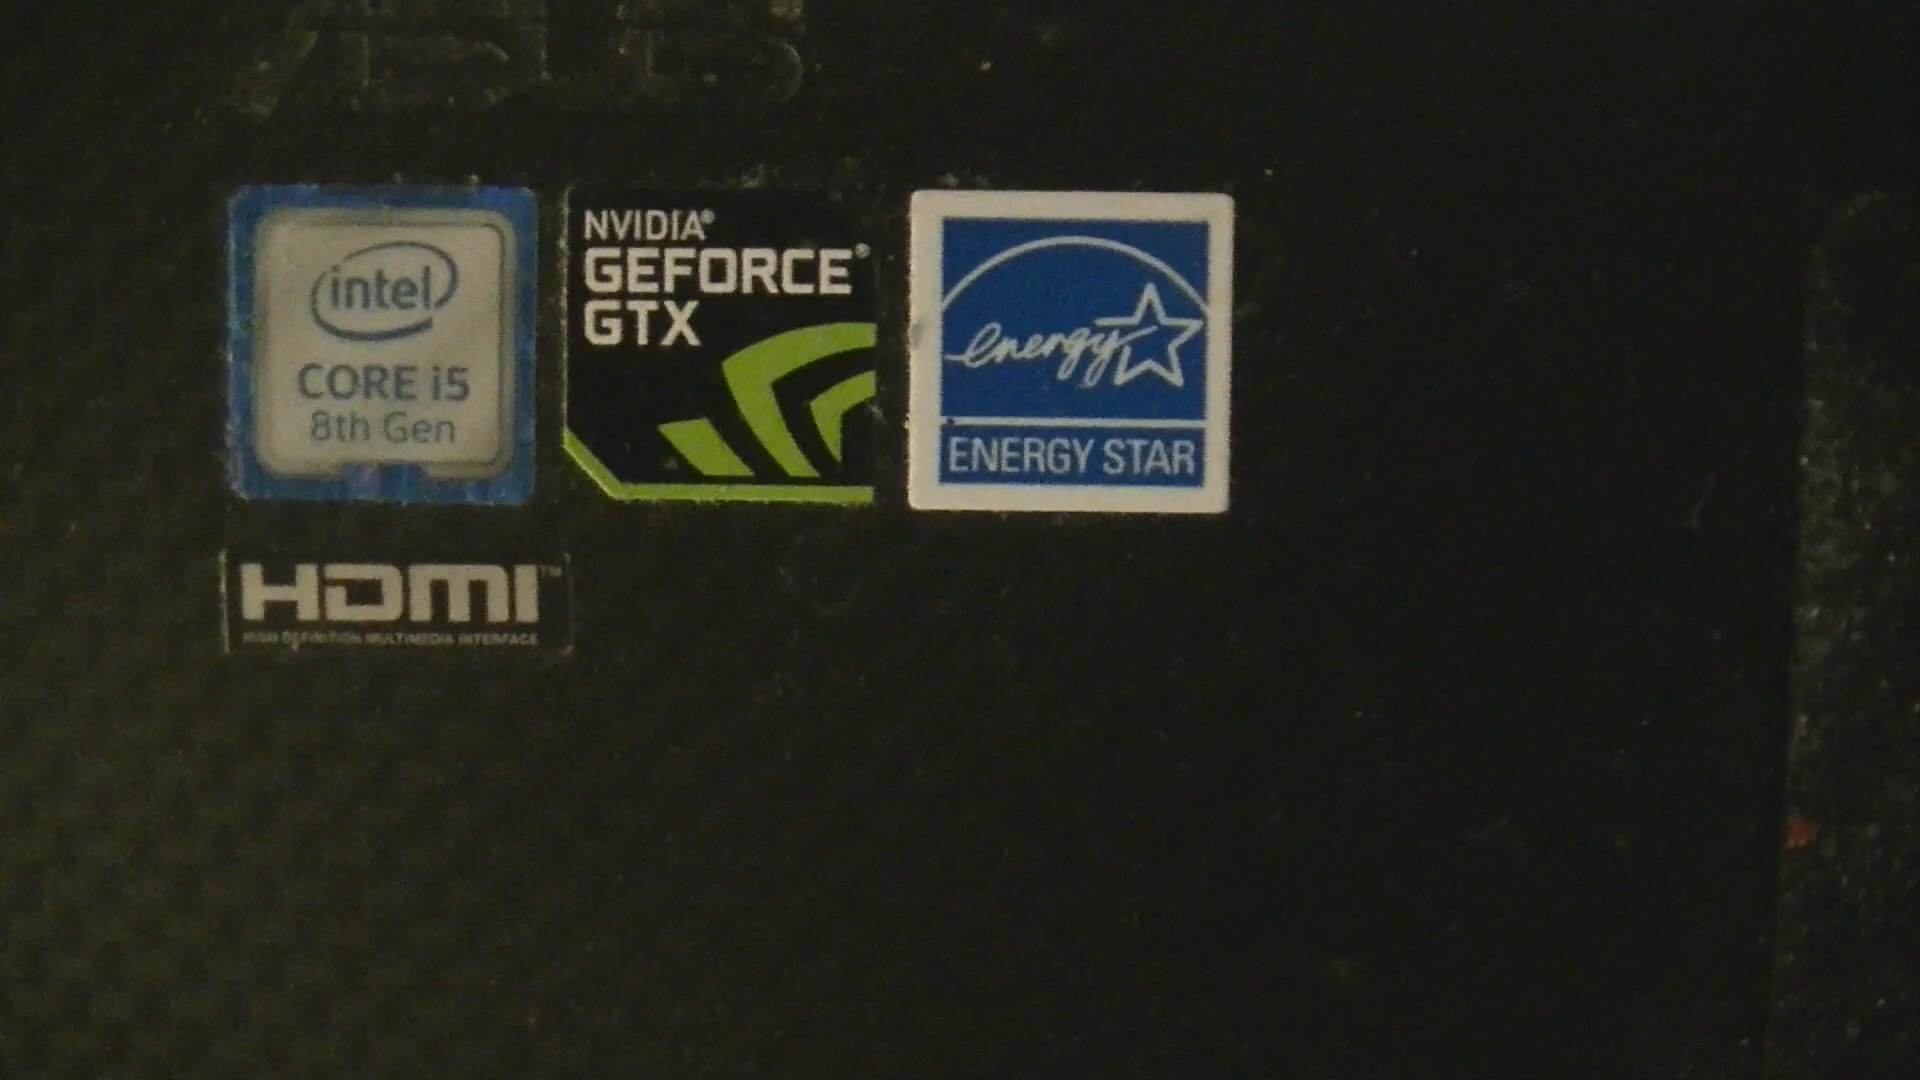 intel
CORE i5
8th Gen
NVIDIA®
GEFORCE®
GTX
energy
ENERGY STAR
HDMI™
HIGH DEFINITION MULTIMEDIA INTERFACE